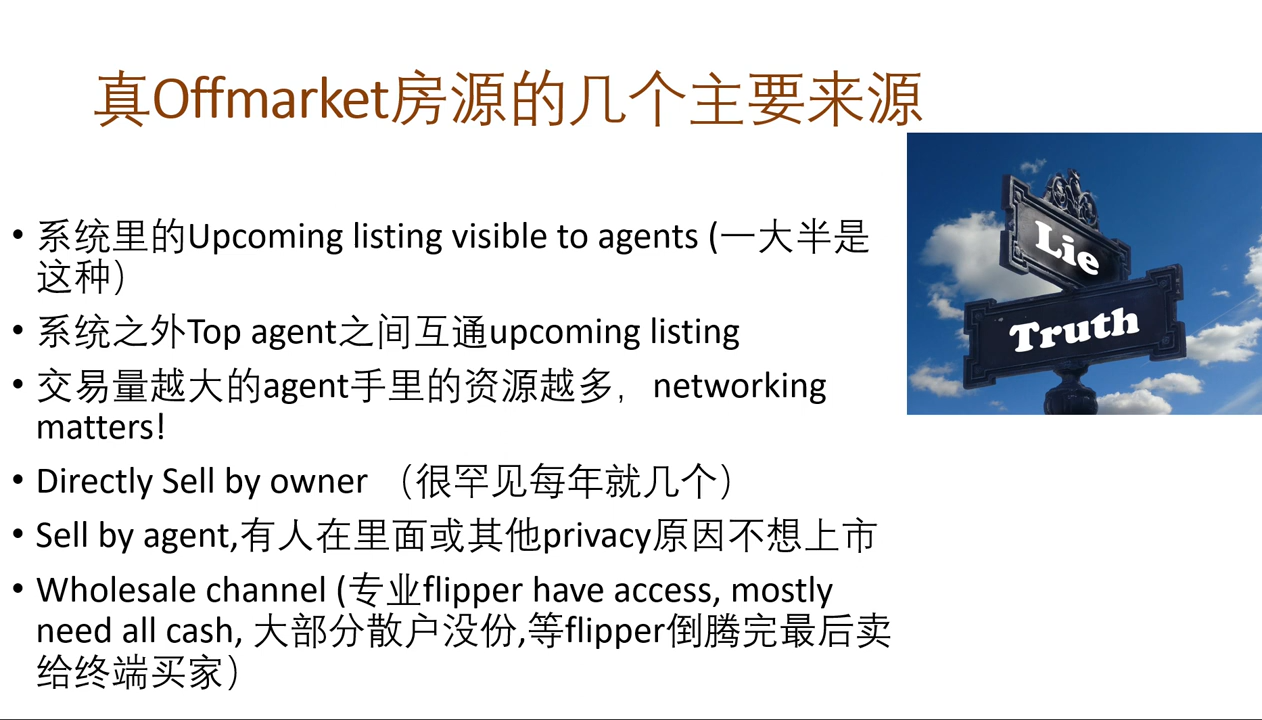 真Offmarket房源的几个主要来源
• 系统里的Upcoming listing visible to agents (一大半是
这种）
• 系统之外Top agent之间互通upcoming listing
• 交易量越大的agent手里的资源越多，networking
matters!
• Directly Sell by owner （很罕见每年就几个）
• Sell by agent,有人在里面或其他privacy原因不想上市
• Wholesale channel (专业flipper have access, mostly
need all cash, 大部分散户没份,等flipper倒腾完最后卖
给终端买家）
Lie
Truth